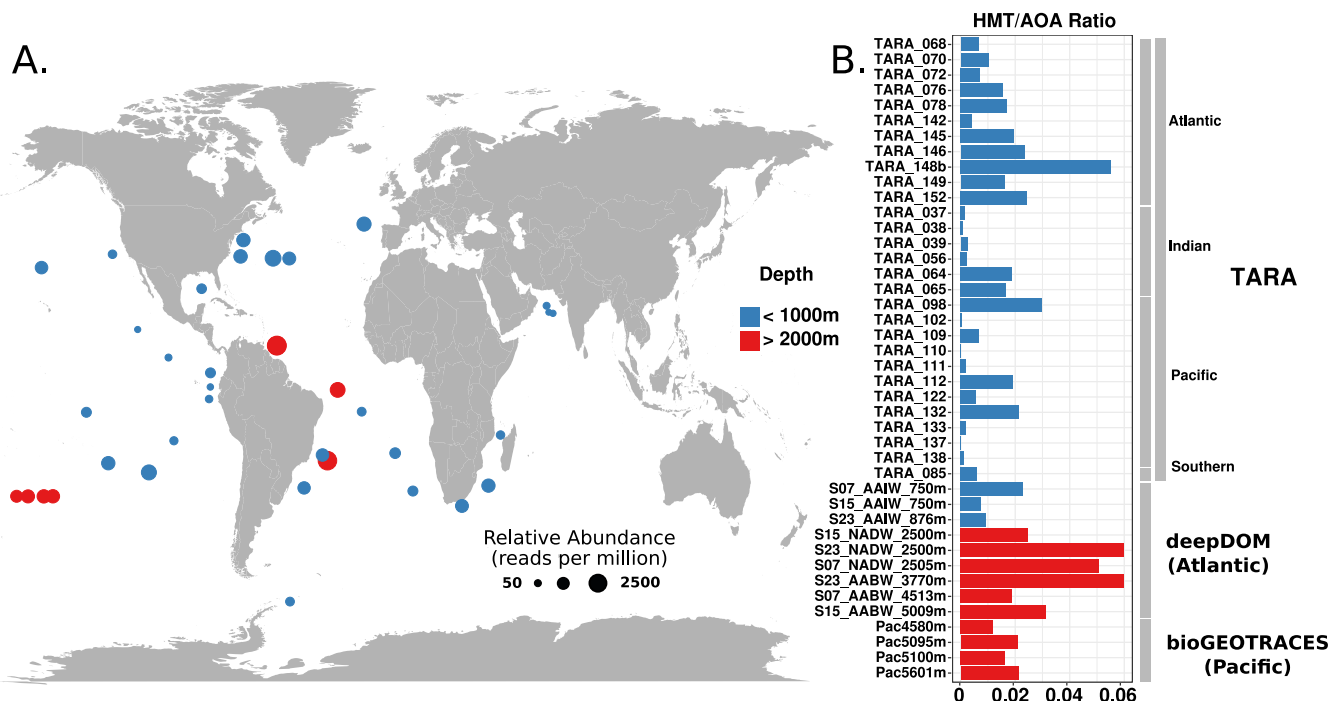 A.
Depth
< 1000m
> 2000m
Relative Abundance
(reads per million)
50 2500
B.
HMT/AOA Ratio
TARA_068
TARA_070
TARA_072
TARA_076
TARA_078
TARA_142
TARA_145
TARA_146
TARA_148b
TARA_149
TARA_152
TARA_037
TARA_038
TARA_039
TARA_056
TARA_064
TARA_065
TARA_098
TARA_102
TARA_109
TARA_110
TARA_111
TARA_112
TARA_122
TARA_132
TARA_133
TARA_137
TARA_138
TARA_085
S07_AAIW_750m
S15_AAIW_750m
S23_AAIW_876m
S15_NADW_2500m
S23_NADW_2500m
S07_NADW_2505m
S23_AABW_3770m
S07_AABW_4513m
S15_AABW_5009m
Pac4580m
Pac5095m
Pac5100m
Pac5601m
0 0.02 0.04 0.06
Atlantic
Indian
Pacific
Southern
TARA
deepDOM
(Atlantic)
bioGEOTRACES
(Pacific)